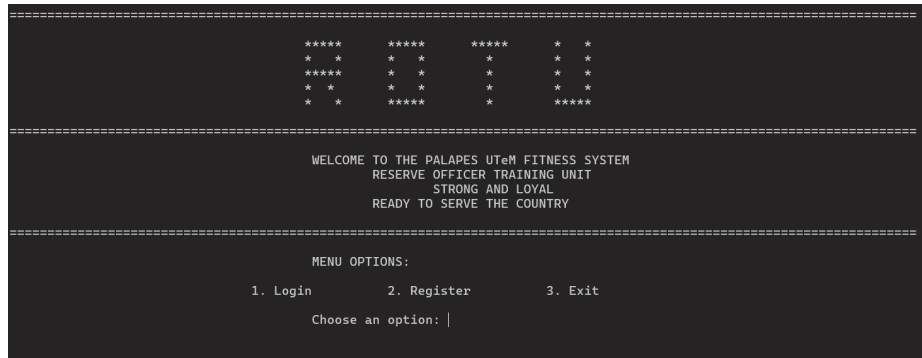 ROTU
WELCOME TO THE PALAPES UTeM FITNESS SYSTEM
RESERVE OFFICER TRAINING UNIT
STRONG AND LOYAL
READY TO SERVE THE COUNTRY
MENU OPTIONS:
1. Login 2. Register 3. Exit
Choose an option: